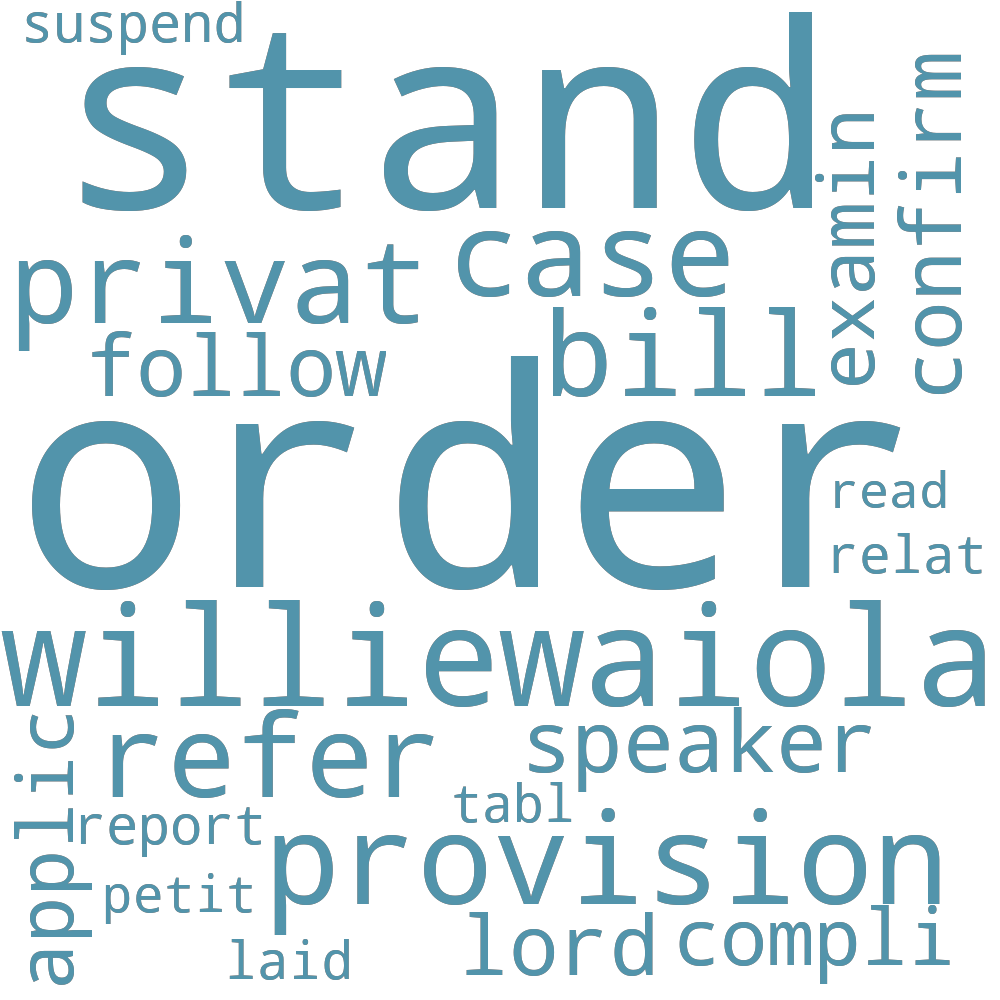 suspend
stand
examin
confirm
case
privat
bill
follow
order
read
relat
williewaiola
refer
speaker
applic
tabl
report
provision
petit
lord
compli
laid